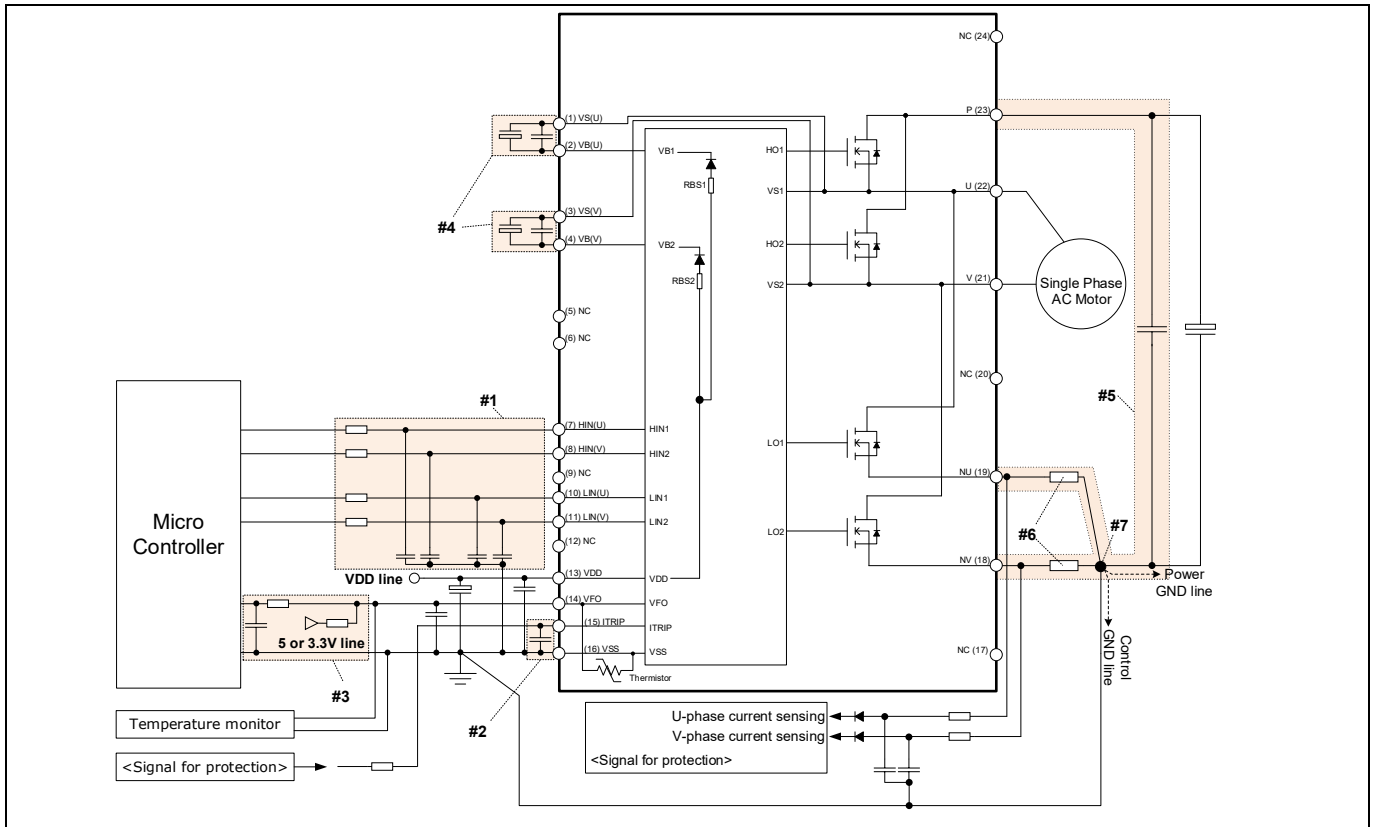 NC (24)
P (23)
(1) VS(U)
(2) VB(U)
VB1
HO1
RBS1
VS1
U (22)
#4
(3) VS(V)
(4) VB(V)
VB2
HO2
RBS2
VS2
V (21)
Single Phase
AC Motor
(5) NC
(6) NC
NC (20)
#5
#1
(7) HIN(U)
HIN1
(8) HIN(V)
HIN2
LO1
(9) NC
NU (19)
(10) LIN(U)
LIN1
(11) LIN(V)
LIN2
LO2
(12) NC
#6
#7
Micro
Controller
VDD line
(13) VDD
VDD
NV (18)
Power
GND line
(14) VFO
VFO
(15) ITRIP
ITRIP
5 or 3.3V line
(16) VSS
VSS
NC (17)
Control
GND line
Thermistor
#3
#2
Temperature monitor
U-phase current sensing
V-phase current sensing
<Signal for protection>
<Signal for protection>